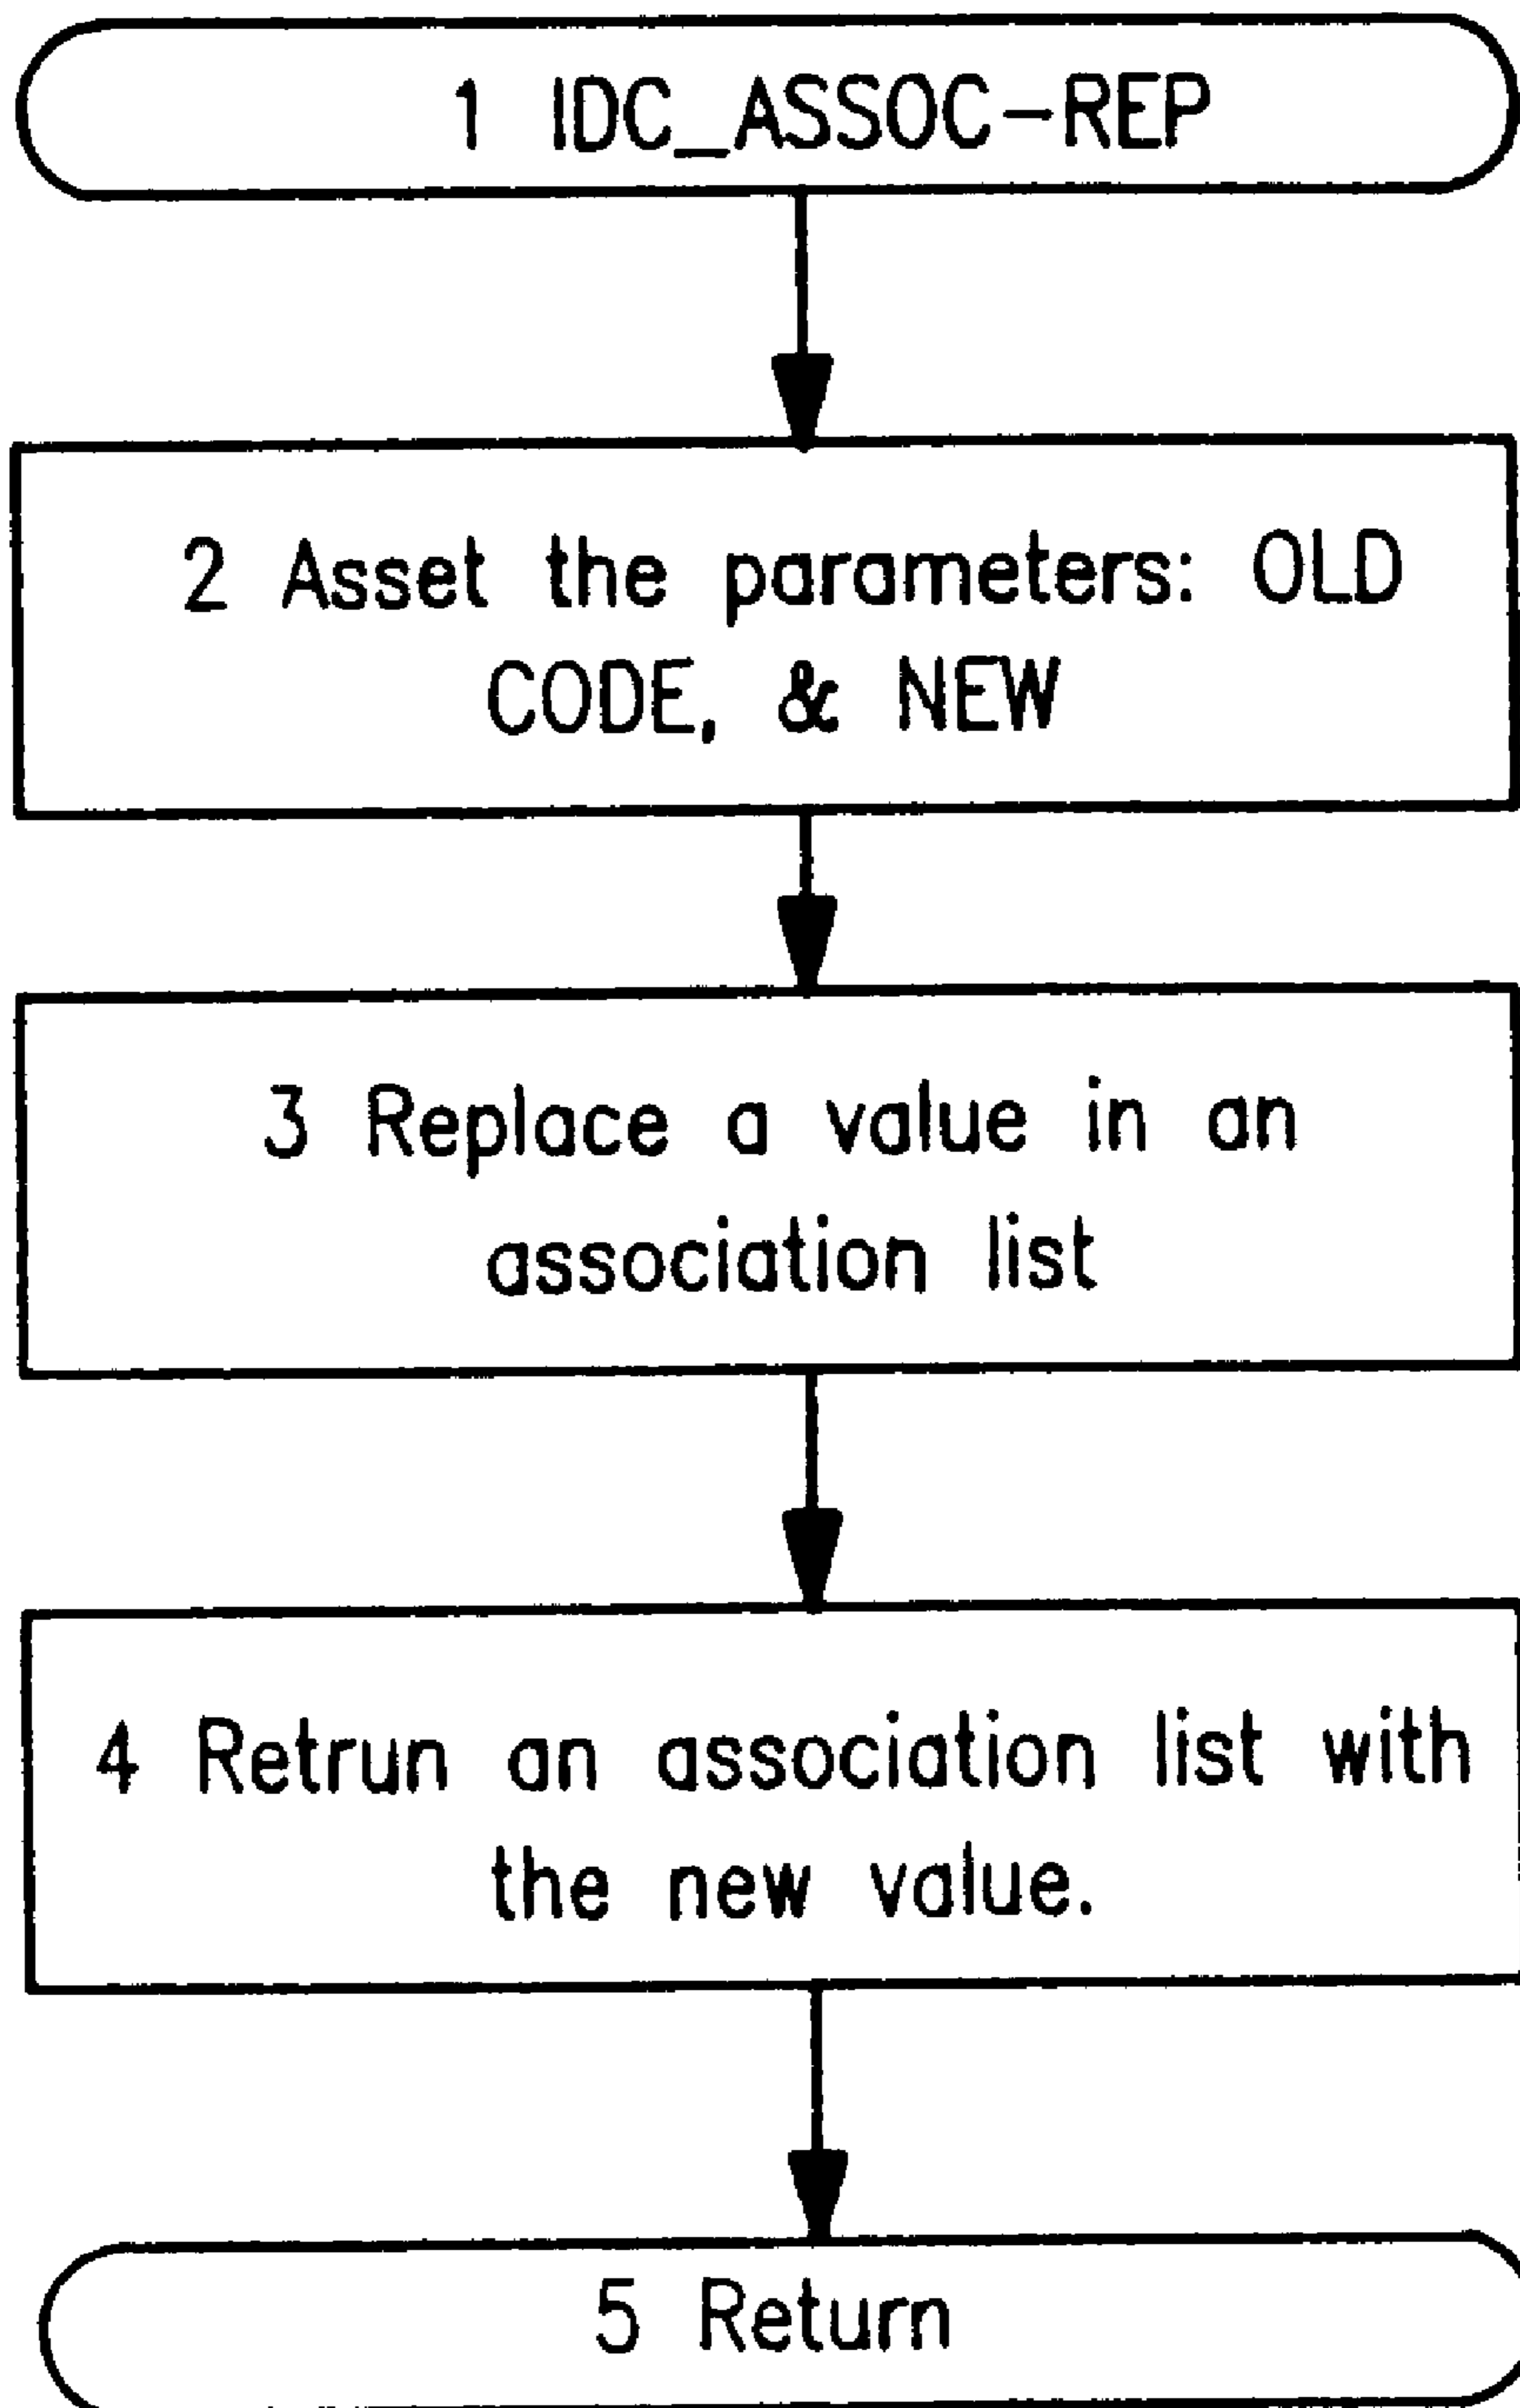 1 IDC_ASSOC-REP
2 Asset the parameters: OLD
CODE, & NEW
3 Replace a value in an
association list
4 Retrun an association list with
the new value.
5 Return